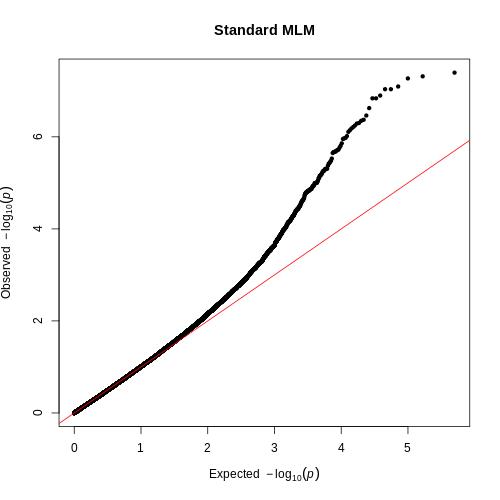 Standard MLM
Observed −log₁₀(p)
6
4
2
0
0 1 2 3 4 5
Expected −log₁₀(p)